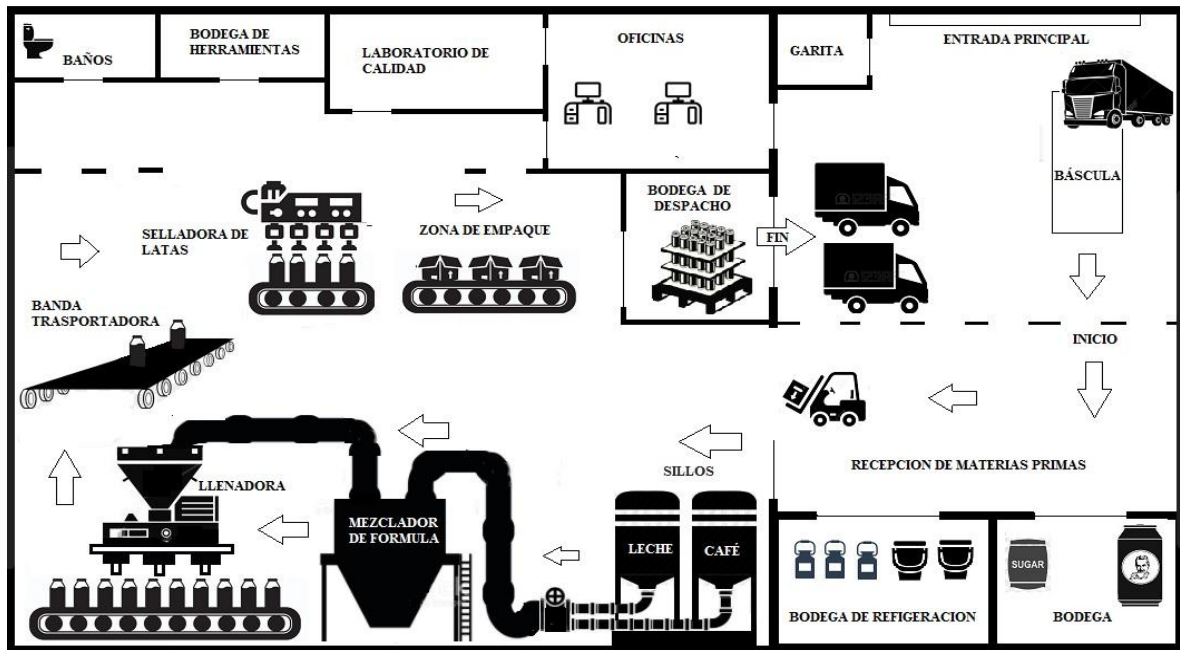 BAÑOS
BODEGA DE
HERRAMIENTAS
LABORATORIO DE
CALIDAD
OFICINAS
GARITA
ENTRADA PRINCIPAL
BÁSCULA
SELLADORA DE
LATAS
ZONA DE EMPAQUE
BODEGA DE
DESPACHO
FIN
BANDA
TRASPORTADORA
INICIO
RECEPCION DE MATERIAS PRIMAS
SILLOS
LLENADORA
MEZCLADOR
DE FORMULA
LECHE
CAFÉ
SUGAR
BODEGA DE REFIGERACION
BODEGA